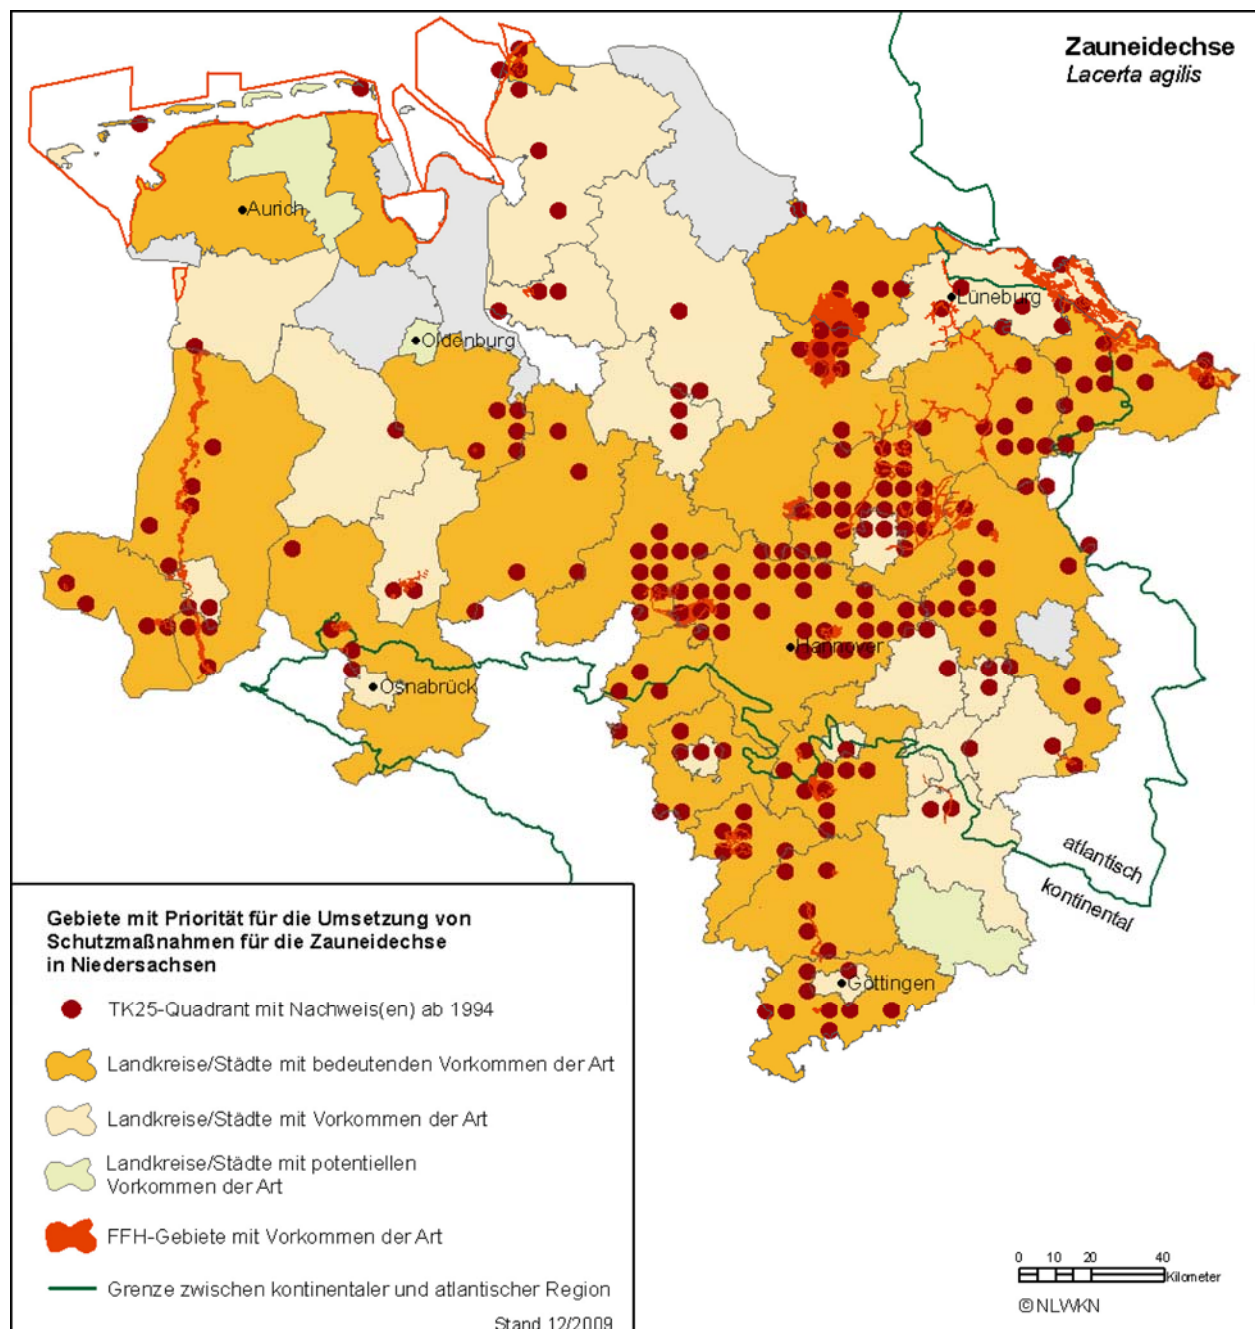 Zauneidechse
Lacerta agilis
Aurich
Lüneburg
Oldenburg
Hannover
Osnabrück
atlantisch
kontinental
Göttingen
Gebiete mit Priorität für die Umsetzung von
Schutzmaßnahmen für die Zauneidechse
in Niedersachsen
TK25-Quadrant mit Nachweis(en) ab 1994
Landkreise/Städte mit bedeutenden Vorkommen der Art
Landkreise/Städte mit Vorkommen der Art
Landkreise/Städte mit potentiellen
Vorkommen der Art
FFH-Gebiete mit Vorkommen der Art
Grenze zwischen kontinentaler und atlantischer Region
Stand 12/2009
0 10 20 40
Kilometer
©NLWKN